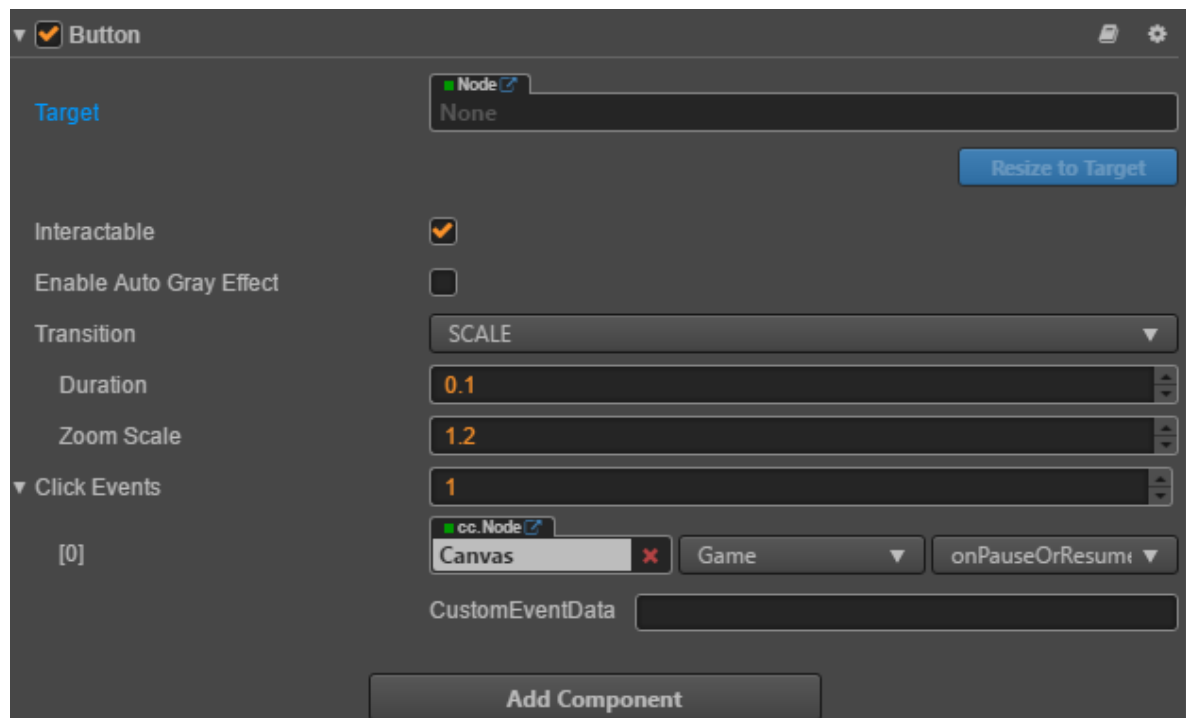 Button
Node
Target
None
Resize to Target
Interactable
Enable Auto Gray Effect
Transition
SCALE
Duration
0.1
Zoom Scale
1.2
Click Events
1
cc.Node
[0]
Canvas
Game
onPauseOrResume
CustomEventData
Add Component